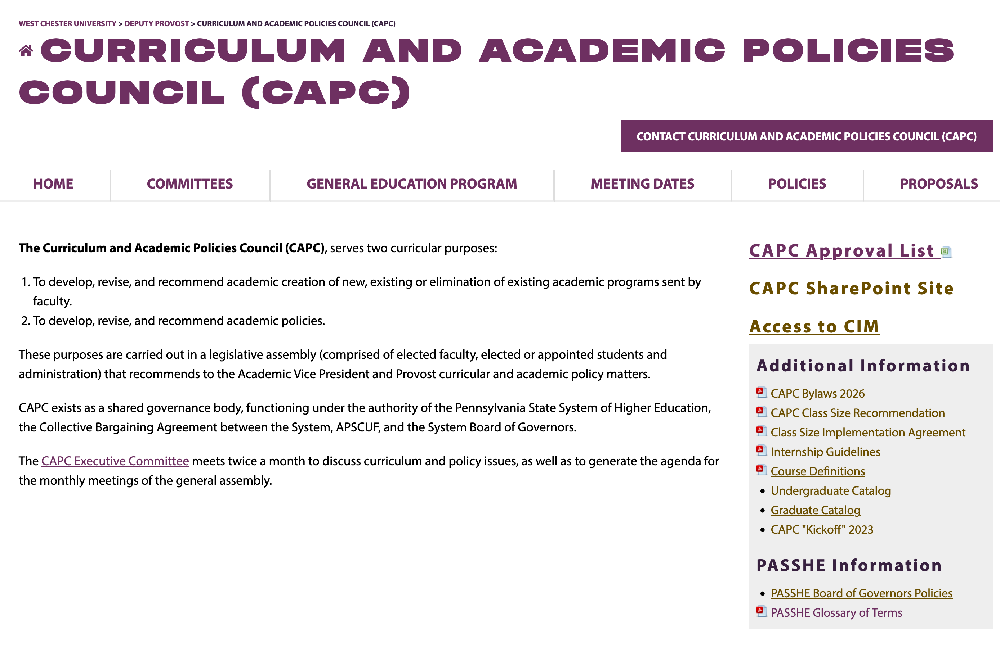 WEST CHESTER UNIVERSITY > DEPUTY PROVOST > CURRICULUM AND ACADEMIC POLICIES COUNCIL (CAPC)
CURRICULUM AND ACADEMIC POLICIES
COUNCIL (CAPC)
CONTACT CURRICULUM AND ACADEMIC POLICIES COUNCIL (CAPC)
HOME
COMMITTEES
GENERAL EDUCATION PROGRAM
MEETING DATES
POLICIES
PROPOSALS
The Curriculum and Academic Policies Council (CAPC), serves two curricular purposes:
1. To develop, revise, and recommend academic creation of new, existing or elimination of existing academic programs sent by
faculty.
2. To develop, revise, and recommend academic policies.
These purposes are carried out in a legislative assembly (comprised of elected faculty, elected or appointed students and
administration) that recommends to the Academic Vice President and Provost curricular and academic policy matters.
CAPC exists as a shared governance body, functioning under the authority of the Pennsylvania State System of Higher Education,
the Collective Bargaining Agreement between the System, APSCUF, and the System Board of Governors.
The CAPC Executive Committee meets twice a month to discuss curriculum and policy issues, as well as to generate the agenda for
the monthly meetings of the general assembly.
CAPC Approval List
CAPC SharePoint Site
Access to CIM
Additional Information
CAPC Bylaws 2026
CAPC Class Size Recommendation
Class Size Implementation Agreement
Internship Guidelines
Course Definitions
• Undergraduate Catalog
• Graduate Catalog
• CAPC "Kickoff" 2023
PASSHE Information
• PASSHE Board of Governors Policies
PASSHE Glossary of Terms